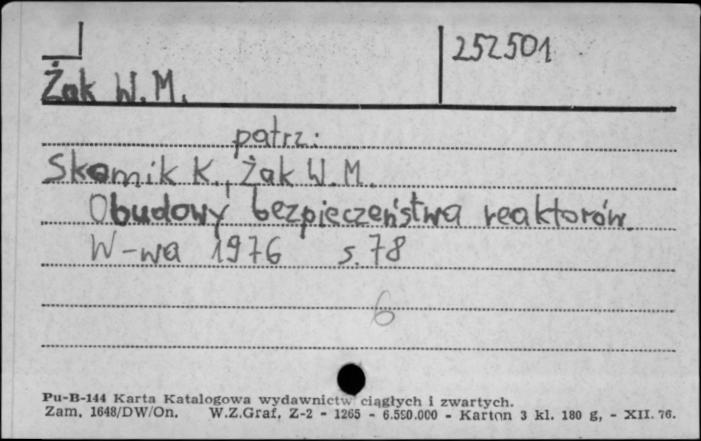 252501
Żak W.M.
patrz:
Skomik K., Żak W.M.
Obudowy bezpieczeństwa reaktorów.
W-wa 1976 s.78
6
Pu-B-144 Karta Katalogowa wydawnictw ciągłych i zwartych.
Zam. 1648/DW/On. W.Z.Graf. Z-2 - 1265 - 6.550.000 - Karton 3 kl. 180 g, - XII. 76.